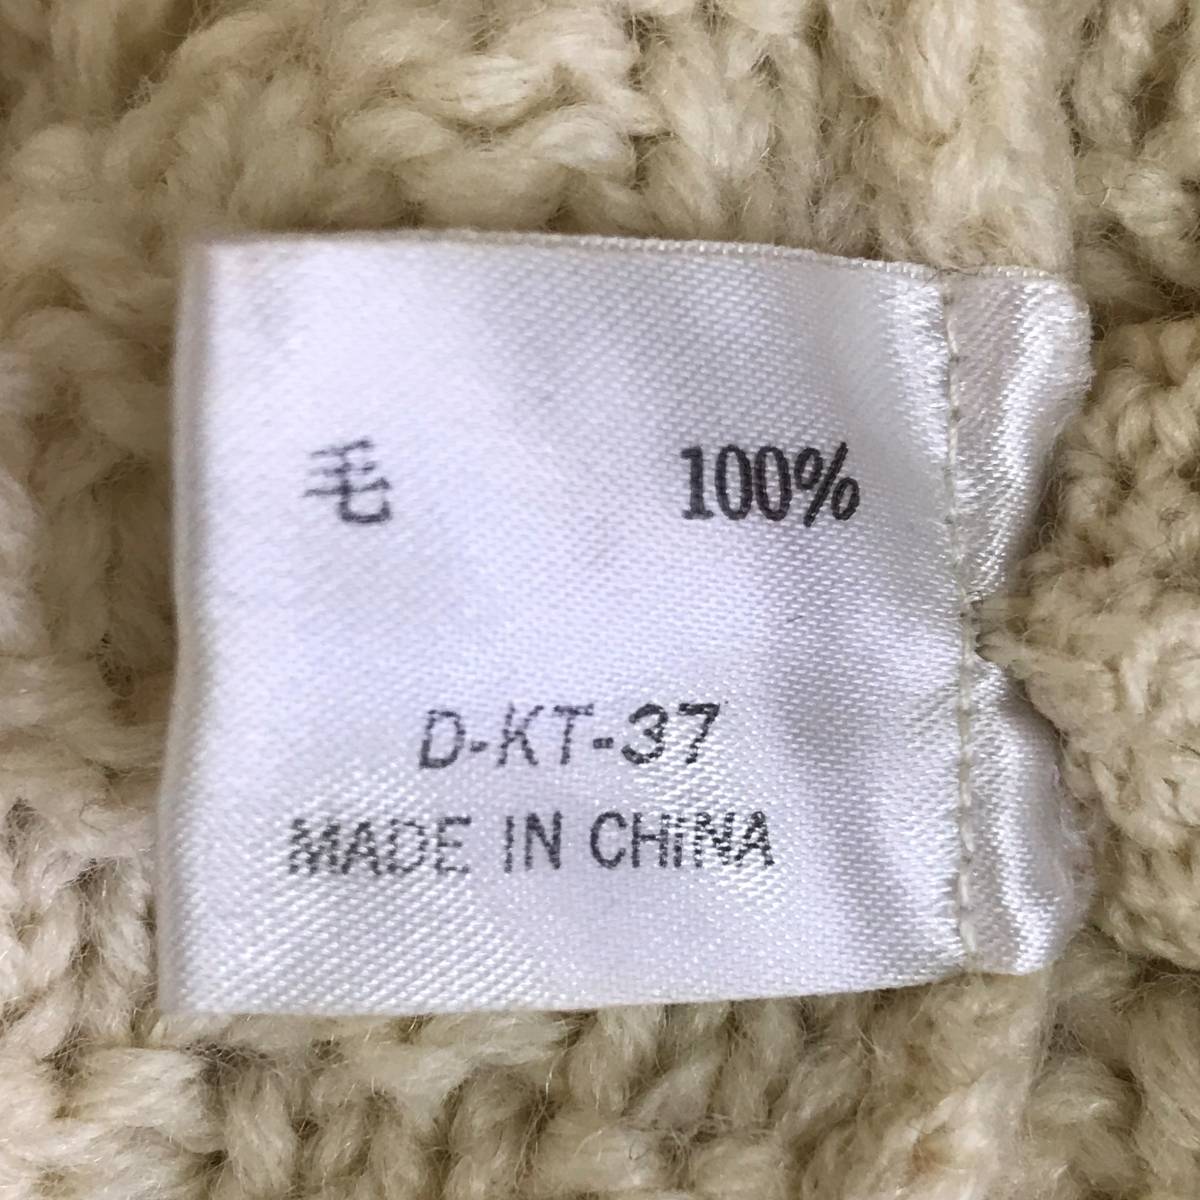 毛 100%
D-KT-37
MADE IN CHINA